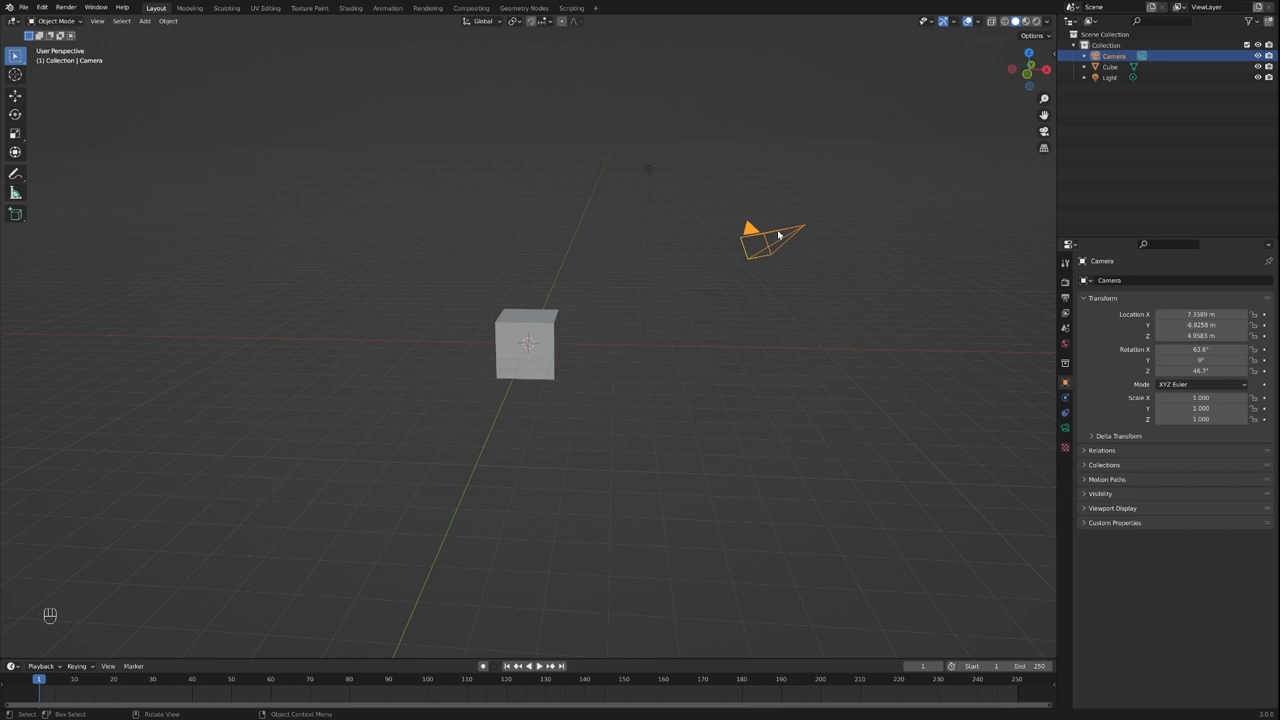 File Edit Render Window Help Layout Modeling Sculpting UV Editing Texture Paint Shading Animation Rendering Compositing Geometry Nodes Scripting + Scene ViewLayer
Object Mode View Select Add Object Global
Options
User Perspective
(1) Collection | Camera
Z
Y
X
Scene Collection
Collection
Camera
Cube
Light
Camera
Camera
Transform
Location X 7.3589 m
Y -6.9258 m
Z 4.9583 m
Rotation X 63.6°
Y 0°
Z 46.7°
Mode XYZ Euler
Scale X 1.000
Y 1.000
Z 1.000
Delta Transform
Relations
Collections
Motion Paths
Visibility
Viewport Display
Custom Properties
Playback Keying View Marker 1 Start 1 End 250
1 10 20 30 40 50 60 70 80 90 100 110 120 130 140 150 160 170 180 190 200 210 220 230 240 250
Select Box Select Rotate View Object Context Menu 3.0.0